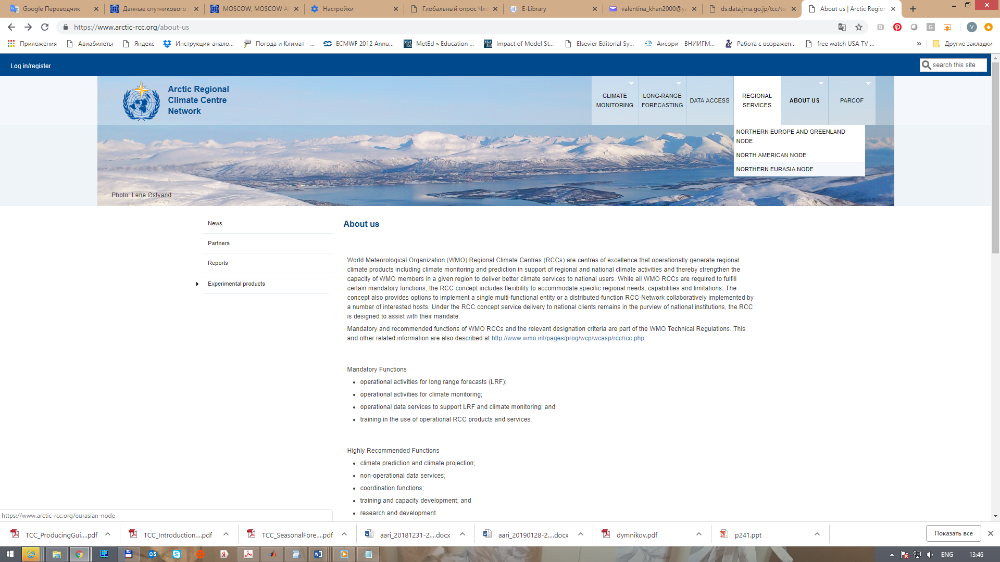 Google Переводчик
Данные спутникового
MOSCOW, MOSCOW A
Настройки
Глобальный опрос Чле
E-Library
valentina_khan2000@ya
ds.data.jma.go.jp/tcc/tc
About us | Arctic Region
https://www.arctic-rcc.org/about-us
Приложения
Авиабилеты
Яндекс
Инструкция-анало...
Погода и Климат - ...
ECMWF 2012 Annu...
MetEd » Education ...
Impact of Model St...
Elsevier Editorial Sy...
Аисори - ВНИИГМ...
Работа с возражен...
free watch USA TV ...
»
Другие закладки
Log in/register
search this site
Arctic Regional
Climate Centre
Network
CLIMATE
MONITORING
LONG-RANGE
FORECASTING
DATA ACCESS
REGIONAL
SERVICES
ABOUT US
PARCOF
NORTHERN EUROPE AND GREENLAND
NODE
NORTH AMERICAN NODE
NORTHERN EURASIA NODE
Photo: Lene Østvand
News
Partners
Reports
Experimental products
About us
World Meteorological Organization (WMO) Regional Climate Centres (RCCs) are centres of excellence that operationally generate regional
climate products including climate monitoring and prediction in support of regional and national climate activities and thereby strengthen the
capacity of WMO members in a given region to deliver better climate services to national users. While all WMO RCCs are required to fulfill
certain mandatory functions, the RCC concept includes flexibility to accommodate specific regional needs, capabilities and limitations. The
concept also provides options to implement a single multi-functional entity or a distributed-function RCC-Network collaboratively implemented by
a number of interested hosts. Under the RCC concept service delivery to national clients remains in the purview of national institutions, the RCC
is designed to assist with their mandate.
Mandatory and recommended functions of WMO RCCs and the relevant designation criteria are part of the WMO Technical Regulations. This
and other related information are also described at http://www.wmo.int/pages/prog/wcp/wcasp/rcc/rcc.php
Mandatory Functions
• operational activities for long range forecasts (LRF);
• operational activities for climate monitoring;
• operational data services to support LRF and climate monitoring; and
• training in the use of operational RCC products and services.
Highly Recommended Functions
• climate prediction and climate projection;
• non-operational data services;
• coordination functions;
• training and capacity development; and
• research and development.
https://www.arctic-rcc.org/eurasian-node
TCC_ProducingGui....pdf
TCC_Introduction....pdf
TCC_SeasonalFore....pdf
aari_20181231-2....docx
aari_20190128-2....docx
dymnikov.pdf
p241.ppt
Показать все
ENG
13:46